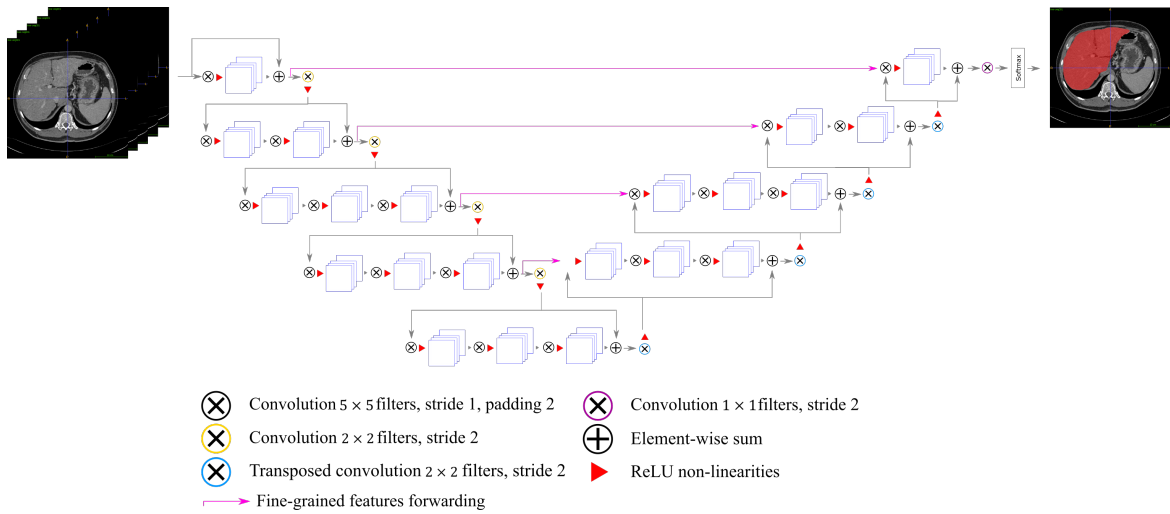 Softmax
Convolution 5 × 5 filters, stride 1, padding 2
Convolution 1 × 1 filters, stride 2
Convolution 2 × 2 filters, stride 2
Element-wise sum
Transposed convolution 2 × 2 filters, stride 2
ReLU non-linearities
Fine-grained features forwarding